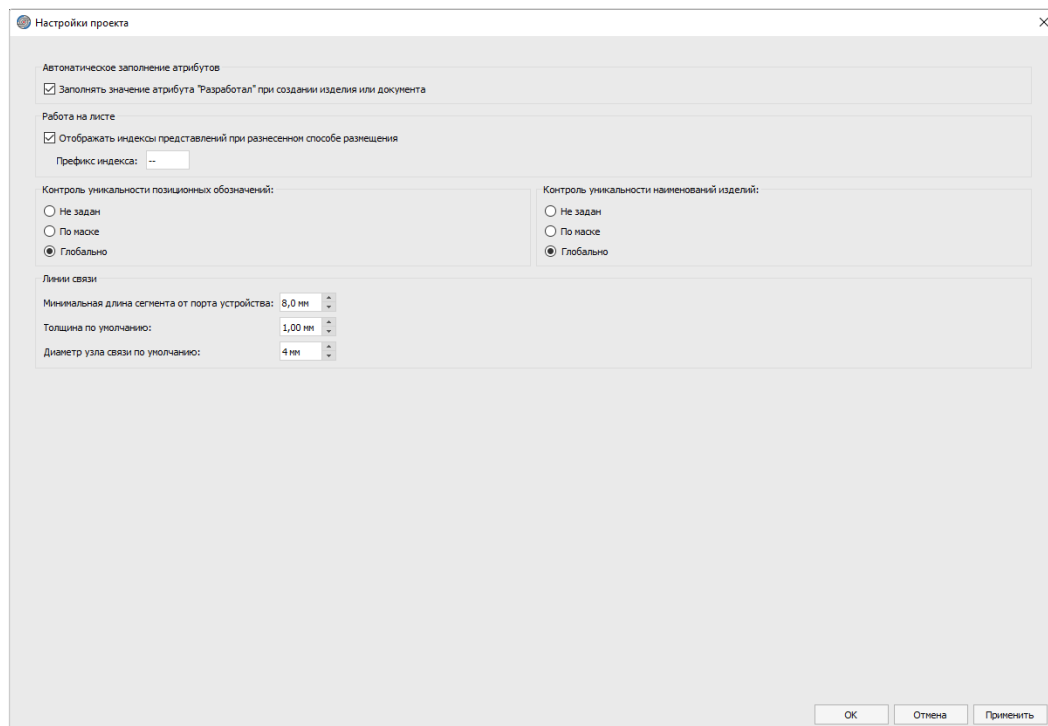 Настройки проекта
Автоматическое заполнение атрибутов
Заполнять значение атрибута "Разработал" при создании изделия или документа
Работа на листе
Отображать индексы представлений при разнесенном способе размещения
Префикс индекса: --
Контроль уникальности позиционных обозначений:
Не задан
По маске
Глобально
Контроль уникальности наименований изделий:
Не задан
По маске
Глобально
Линии связи
Минимальная длина сегмента от порта устройства: 8,0 мм
Толщина по умолчанию: 1,00 мм
Диаметр узла связи по умолчанию: 4 мм
OK Отмена Применить